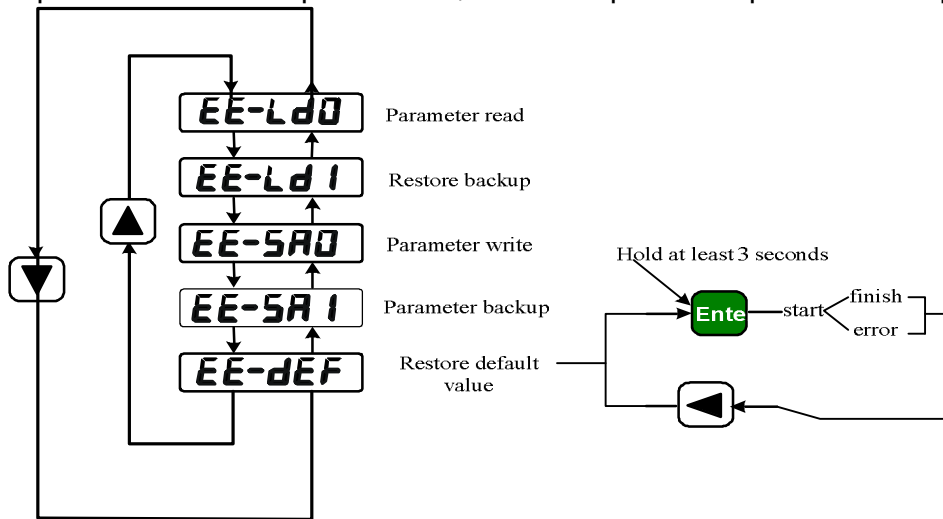 EE-Ld0
Parameter read
EE-Ld1
Restore backup
EE-SA0
Parameter write
EE-SA1
Parameter backup
EE-dEF
Restore default
value
Hold at least 3 seconds
Ente
start
finish
error